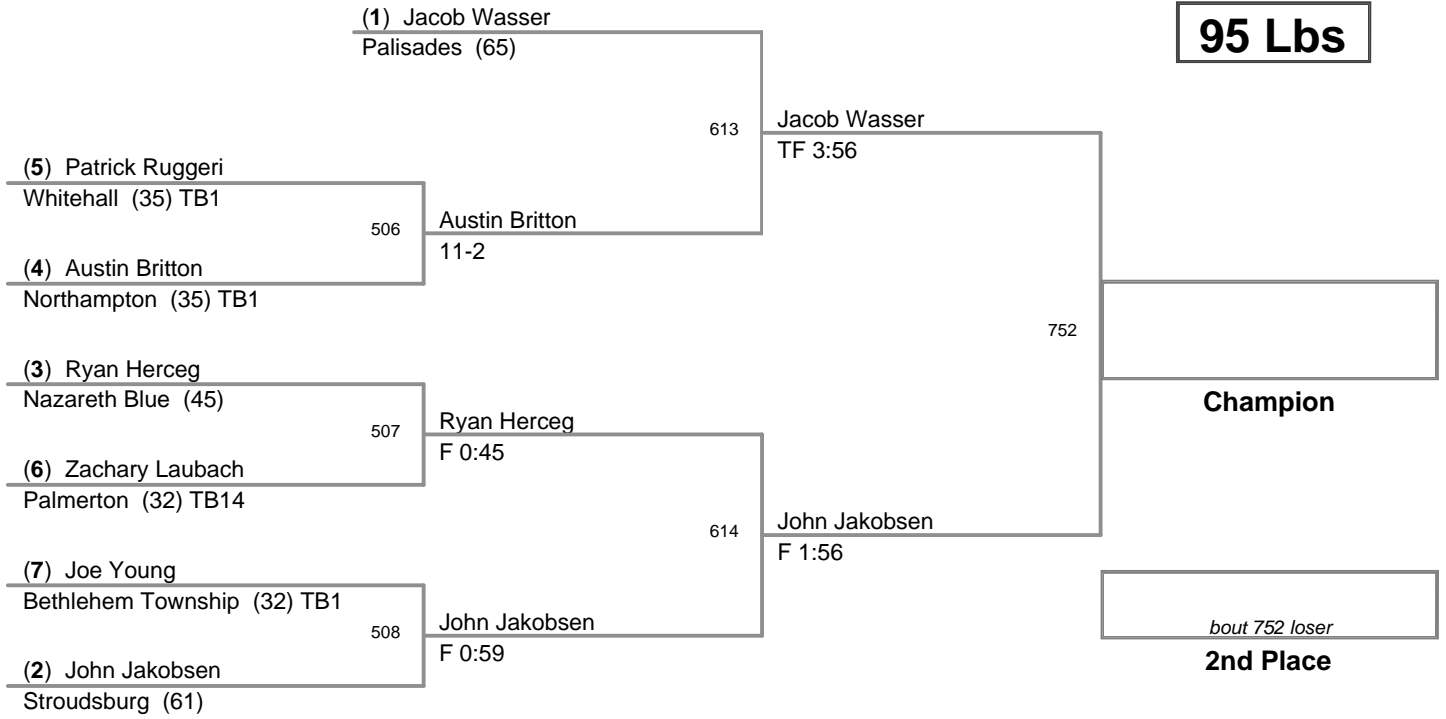 (1) Jacob Wasser
Palisades (65)
95 Lbs
613
Jacob Wasser
TF 3:56
(5) Patrick Ruggeri
Whitehall (35) TB1
506
Austin Britton
11-2
(4) Austin Britton
Northampton (35) TB1
752
Champion
(3) Ryan Herceg
Nazareth Blue (45)
507
Ryan Herceg
F 0:45
(6) Zachary Laubach
Palmerton (32) TB14
614
John Jakobsen
F 1:56
(7) Joe Young
Bethlehem Township (32) TB1
508
John Jakobsen
F 0:59
bout 752 loser
2nd Place
(2) John Jakobsen
Stroudsburg (61)